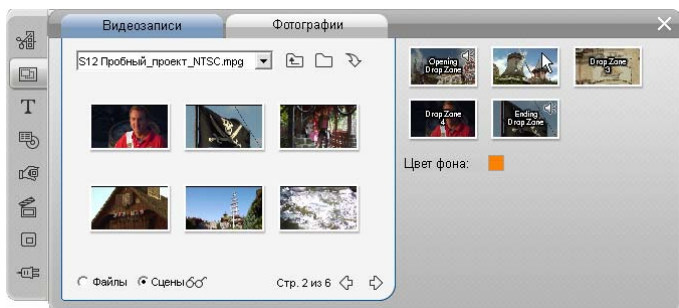 Видеозаписи
Фотографии
S12 Пробный_проект_NTSC.mpg
Opening
Drop Zone
Drop Zone
3
Drop Zone
4
Ending
Drop Zone
T
Цвет фона:
Файлы
Сцены
Стр. 2 из 6